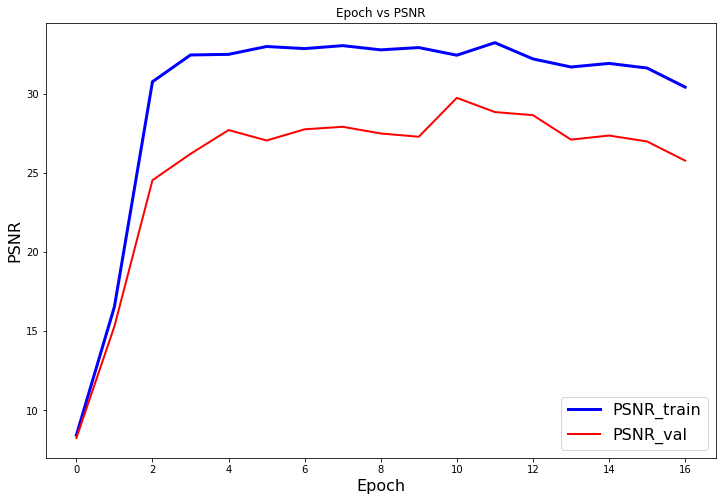 Epoch vs PSNR
PSNR
30
25
20
15
10
0 2 4 6 8 10 12 14 16
Epoch
PSNR_train
PSNR_val